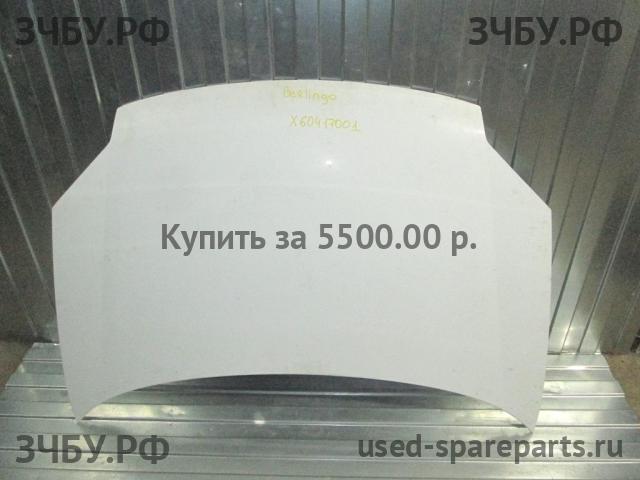 ЗЧБУ.РФ ЗЧБУ.РФ
Berlingo
X60417001
Купить за 5500.00 р.
ЗЧБУ.РФ
used-spareparts.ru